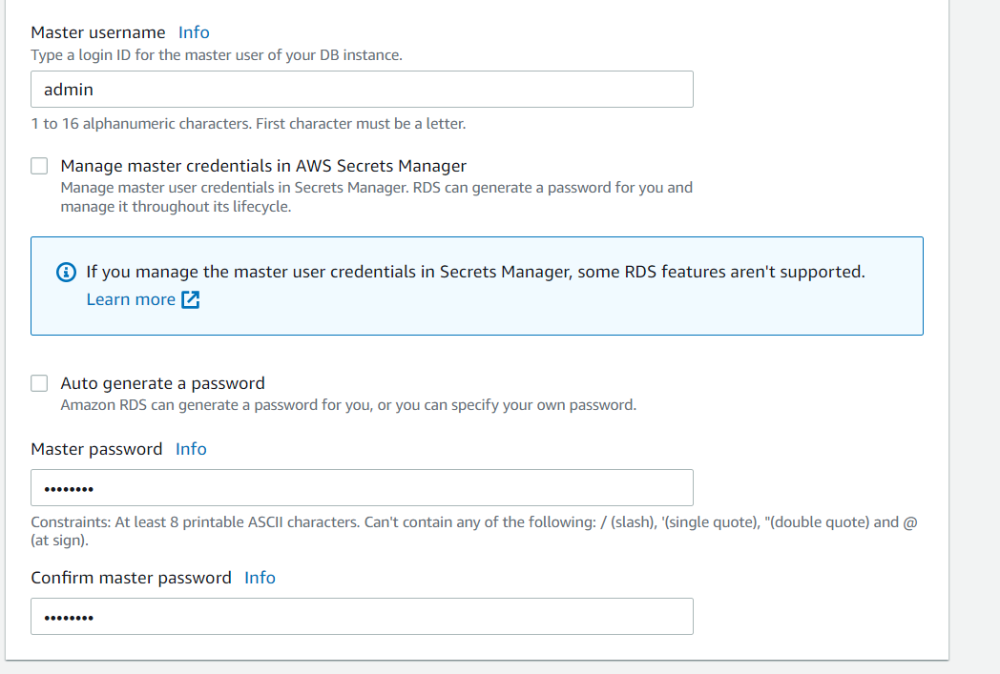 Master username Info
Type a login ID for the master user of your DB instance.
admin
1 to 16 alphanumeric characters. First character must be a letter.
Manage master credentials in AWS Secrets Manager
Manage master user credentials in Secrets Manager. RDS can generate a password for you and
manage it throughout its lifecycle.
If you manage the master user credentials in Secrets Manager, some RDS features aren't supported.
Learn more
Auto generate a password
Amazon RDS can generate a password for you, or you can specify your own password.
Master password Info
••••••••
Constraints: At least 8 printable ASCII characters. Can't contain any of the following: / (slash), '(single quote), "(double quote) and @
(at sign).
Confirm master password Info
••••••••